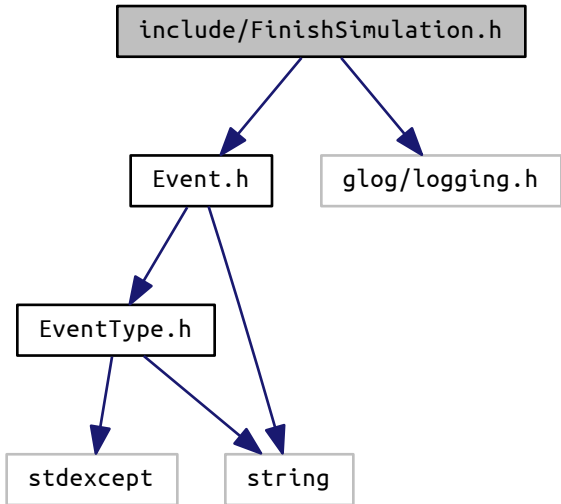 include/FinishSimulation.h
Event.h
glog/logging.h
EventType.h
stdexcept
string